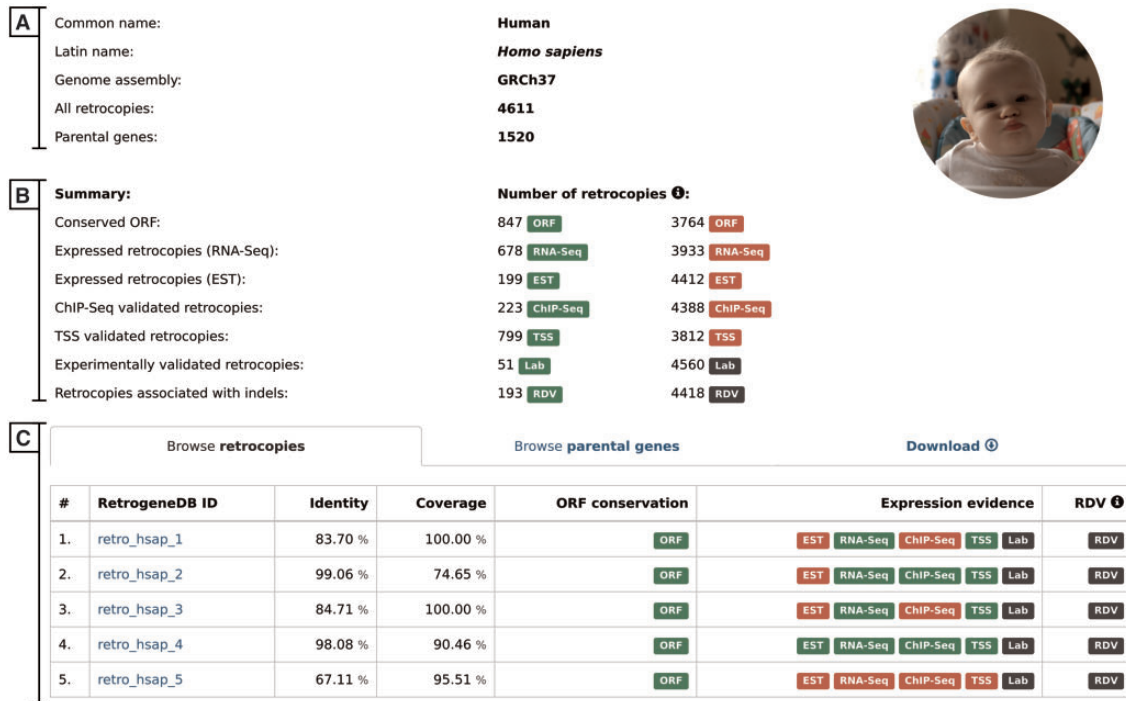 A
Common name: Human
Latin name: Homo sapiens
Genome assembly: GRCh37
All retrocopies: 4611
Parental genes: 1520
B
Summary: Number of retrocopies i:
Conserved ORF: 847 ORF 3764 ORF
Expressed retrocopies (RNA-Seq): 678 RNA-Seq 3933 RNA-Seq
Expressed retrocopies (EST): 199 EST 4412 EST
ChIP-Seq validated retrocopies: 223 ChIP-Seq 4388 ChIP-Seq
TSS validated retrocopies: 799 TSS 3812 TSS
Experimentally validated retrocopies: 51 Lab 4560 Lab
Retrocopies associated with indels: 193 RDV 4418 RDV
C
Browse retrocopies Browse parental genes Download
# RetrogeneDB ID Identity Coverage ORF conservation Expression evidence RDV i
1. retro_hsap_1 83.70 % 100.00 % ORF EST RNA-Seq ChIP-Seq TSS Lab RDV
2. retro_hsap_2 99.06 % 74.65 % ORF EST RNA-Seq ChIP-Seq TSS Lab RDV
3. retro_hsap_3 84.71 % 100.00 % ORF EST RNA-Seq ChIP-Seq TSS Lab RDV
4. retro_hsap_4 98.08 % 90.46 % ORF EST RNA-Seq ChIP-Seq TSS Lab RDV
5. retro_hsap_5 67.11 % 95.51 % ORF EST RNA-Seq ChIP-Seq TSS Lab RDV